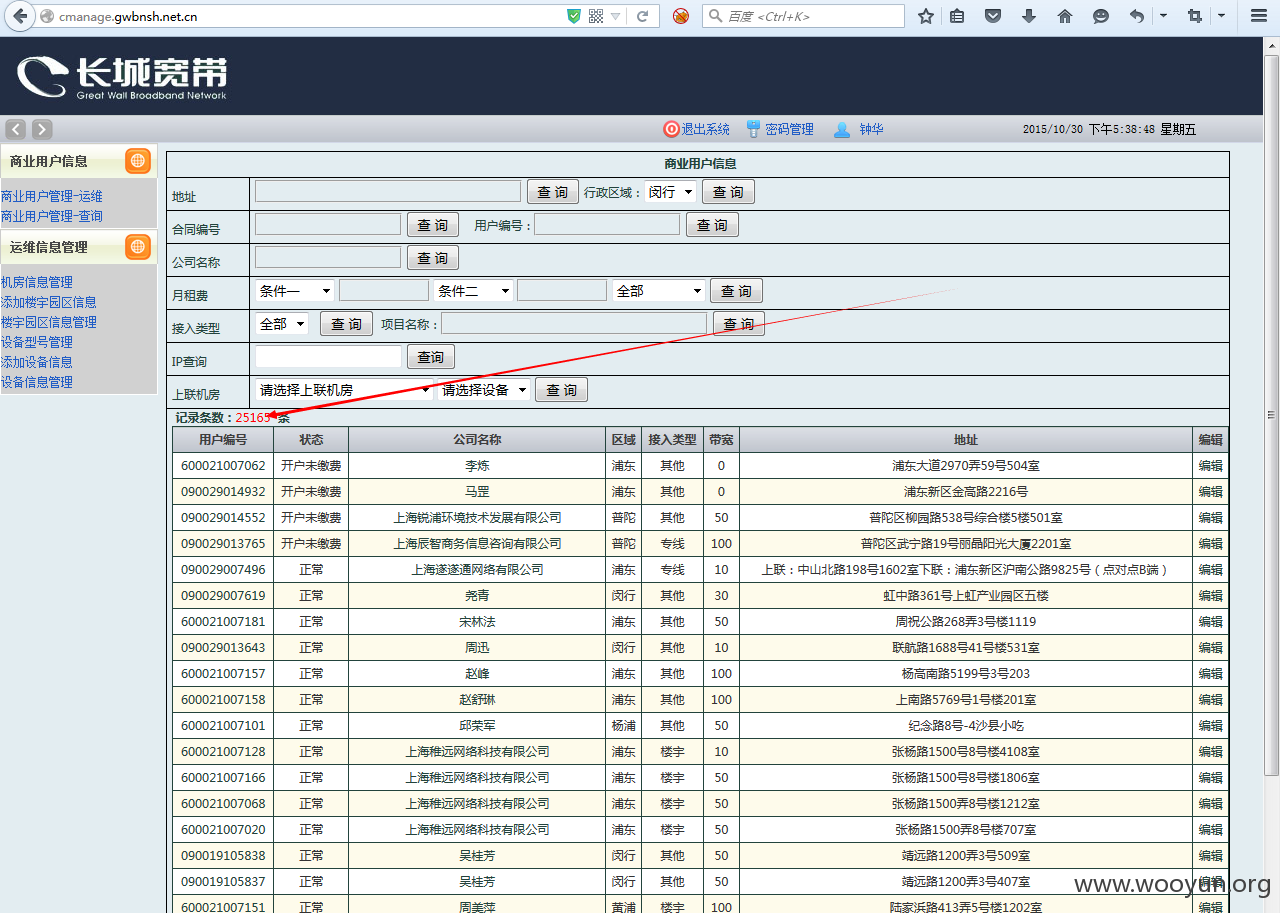 cmanage.gwbnsh.net.cn
百度 <Ctrl+K>
长城宽带
Great Wall Broadband Network
退出系统 密码管理 钟华 2015/10/30 下午5:38:48 星期五
商业用户信息
商业用户管理-运维
商业用户管理-查询
运维信息管理
机房信息管理
添加楼宇园区信息
楼宇园区信息管理
设备型号管理
添加设备信息
设备信息管理
商业用户信息
地址 查 询 行政区域： 闵行 查 询
合同编号 查 询 用户编号： 查 询
公司名称 查 询
月租费 条件一 条件二 全部 查 询
接入类型 全部 查 询 项目名称： 查 询
IP查询 查询
上联机房 请选择上联机房 请选择设备 查 询
记录条数：25165 条
用户编号 状态 公司名称 区域 接入类型 带宽 地址 编辑
600021007062 开户未缴费 李炼 浦东 其他 0 浦东大道2970弄59号504室 编辑
090029014932 开户未缴费 马罡 浦东 其他 0 浦东新区金高路2216号 编辑
090029014552 开户未缴费 上海锐浦环境技术发展有限公司 普陀 其他 50 普陀区柳园路538号综合楼5楼501室 编辑
090029013765 开户未缴费 上海辰智商务信息咨询有限公司 普陀 专线 100 普陀区武宁路19号丽晶阳光大厦2201室 编辑
090029007496 正常 上海遂遂通网络有限公司 浦东 专线 10 上联：中山北路198号1602室下联：浦东新区沪南公路9825号（点对点B端） 编辑
090029007619 正常 尧青 闵行 其他 30 虹中路361号上虹产业园区五楼 编辑
600021007181 正常 宋林法 浦东 其他 50 周祝公路268弄3号楼1119 编辑
090029013643 正常 周迅 闵行 其他 10 联航路1688号41号楼531室 编辑
600021007157 正常 赵峰 浦东 其他 100 杨高南路5199号3号203 编辑
600021007158 正常 赵舒琳 浦东 其他 100 上南路5769号1号楼201室 编辑
600021007101 正常 邱荣军 杨浦 其他 50 纪念路8号-4沙县小吃 编辑
600021007128 正常 上海稚远网络科技有限公司 浦东 楼宇 10 张杨路1500号8号楼4108室 编辑
600021007166 正常 上海稚远网络科技有限公司 浦东 楼宇 50 张杨路1500号8号楼1806室 编辑
600021007068 正常 上海稚远网络科技有限公司 浦东 楼宇 50 张杨路1500弄8号楼1212室 编辑
600021007020 正常 上海稚远网络科技有限公司 浦东 楼宇 50 张杨路1500弄8号楼707室 编辑
090019105838 正常 吴桂芳 闵行 其他 50 靖远路1200弄3号509室 编辑
090019105837 正常 吴桂芳 闵行 其他 50 靖远路1200弄3号407室 编辑
600021007151 正常 周美萍 黄浦 楼宇 100 陆家浜路413弄5号楼1202室 编辑
www.wooyun.org